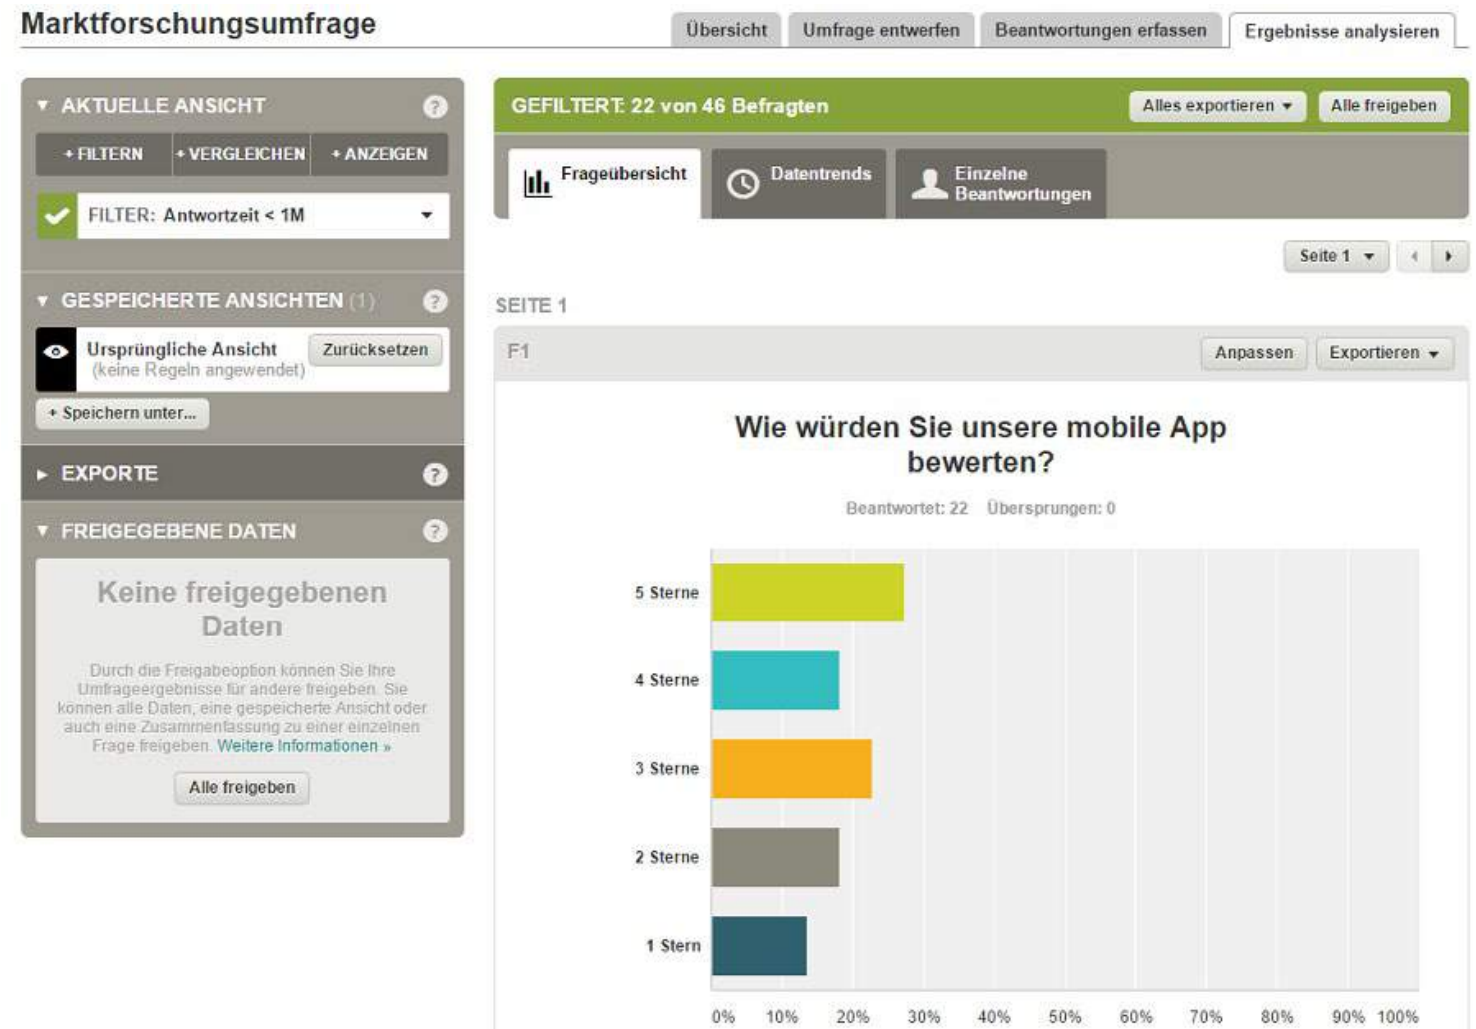 Marktforschungsumfrage
Übersicht
Umfrage entwerfen
Beantwortungen erfassen
Ergebnisse analysieren
AKTUELLE ANSICHT
+ FILTERN
+ VERGLEICHEN
+ ANZEIGEN
FILTER: Antwortzeit < 1M
GESPEICHERTE ANSICHTEN (1)
Ursprüngliche Ansicht
(keine Regeln angewendet)
Zurücksetzen
+ Speichern unter...
EXPORTE
FREIGEGEBENE DATEN
Keine freigegebenen
Daten
Durch die Freigabeoption können Sie Ihre
Umfrageergebnisse für andere freigeben. Sie
können alle Daten, eine gespeicherte Ansicht oder
auch eine Zusammenfassung zu einer einzelnen
Frage freigeben. Weitere Informationen »
Alle freigeben
GEFILTERT: 22 von 46 Befragten
Alles exportieren
Alle freigeben
Frageübersicht
Datentrends
Einzelne
Beantwortungen
Seite 1
SEITE 1
F1
Anpassen
Exportieren
Wie würden Sie unsere mobile App
bewerten?
Beantwortet: 22 Übersprungen: 0
5 Sterne
4 Sterne
3 Sterne
2 Sterne
1 Stern
0% 10% 20% 30% 40% 50% 60% 70% 80% 90% 100%